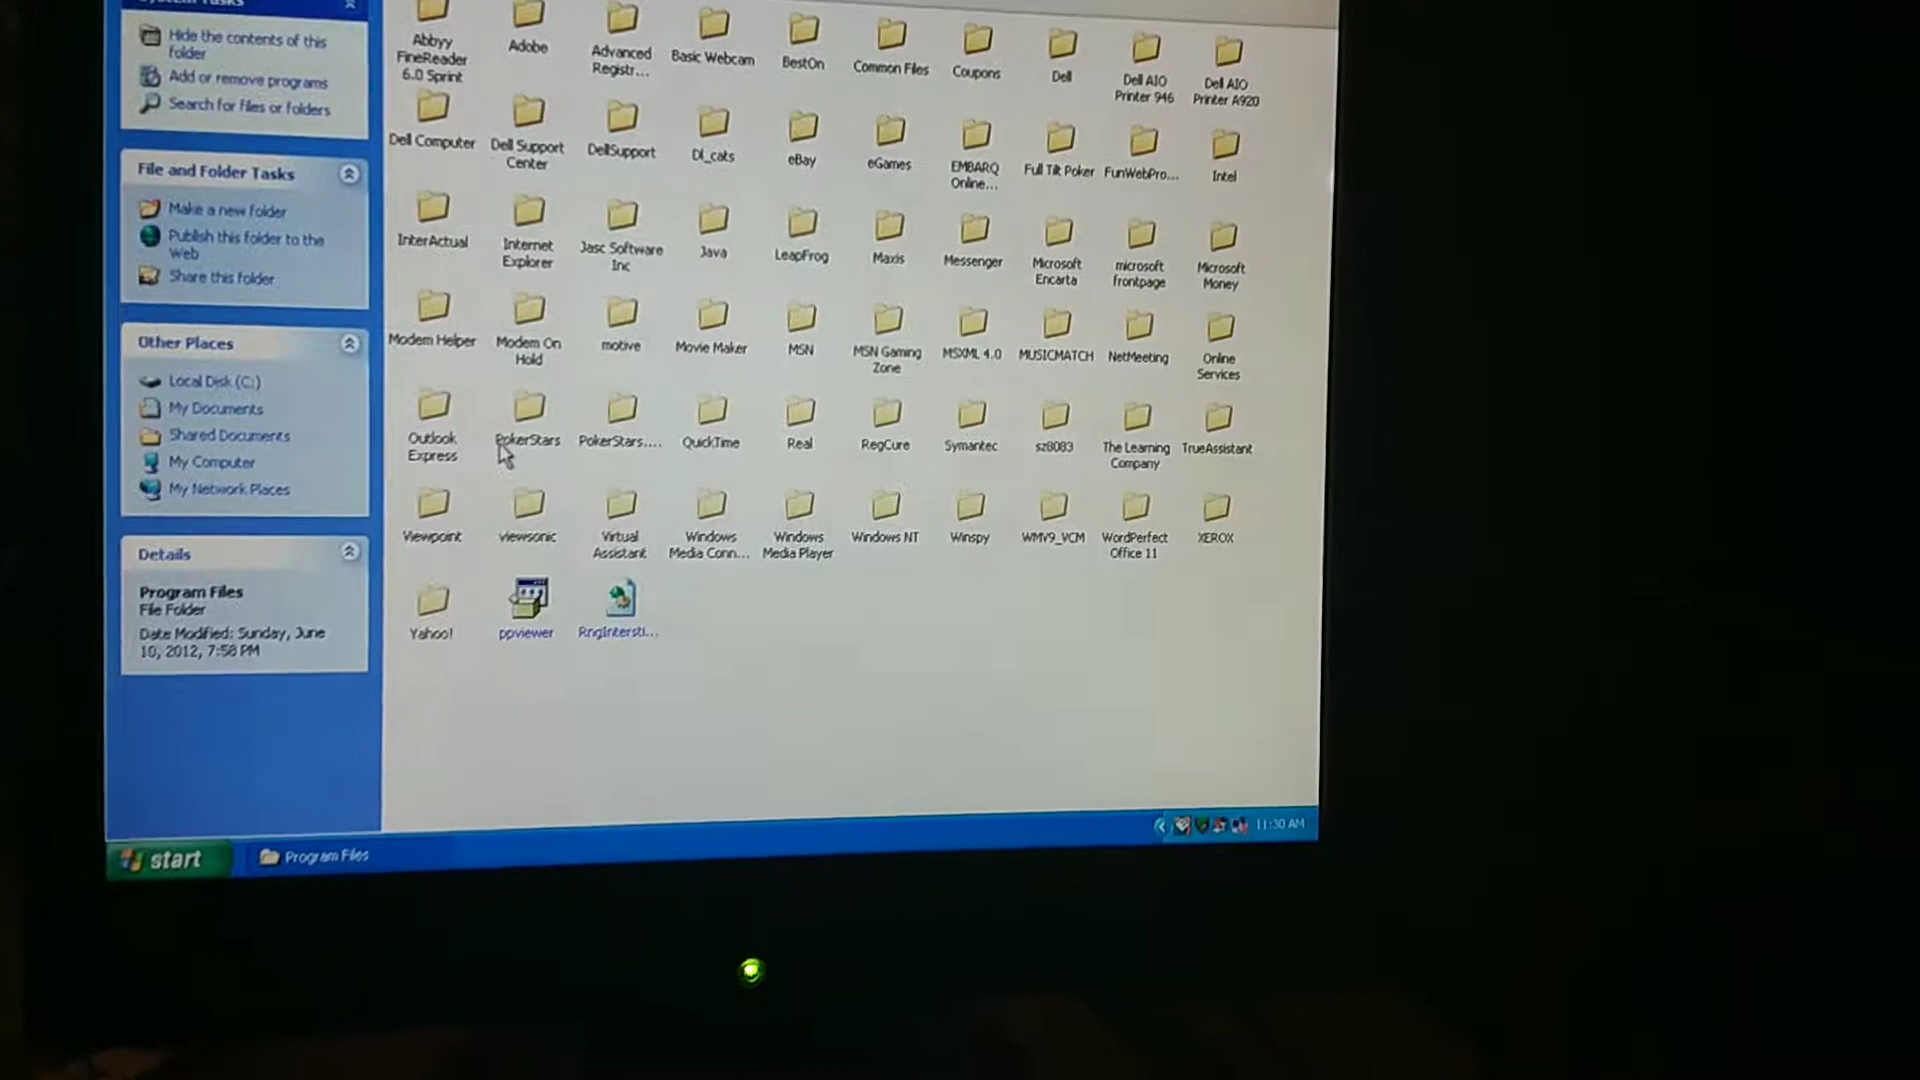 System Tasks
Hide the contents of this
folder
Add or remove programs
Search for files or folders
File and Folder Tasks
Make a new folder
Publish this folder to the
Web
Share this folder
Other Places
Local Disk (C:)
My Documents
Shared Documents
My Computer
My Network Places
Details
Program Files
File Folder
Date Modified: Sunday, June
10, 2012, 7:58 PM
Abbyy
FineReader
6.0 Sprint
Adobe
Advanced
Registr...
Basic Webcam
BestOn
Common Files
Coupons
Dell
Dell AIO
Printer 946
Dell AIO
Printer A920
Dell Computer
Dell Support
Center
DellSupport
Dl_cats
eBay
eGames
EMBARQ
Online...
Full Tilt Poker
FunWebPro...
Intel
InterActual
Internet
Explorer
Jasc Software
Inc
Java
LeapFrog
Maxis
Messenger
Microsoft
Encarta
microsoft
frontpage
Microsoft
Money
Modem Helper
Modem On
Hold
motive
Movie Maker
MSN
MSN Gaming
Zone
MSXML 4.0
MUSICMATCH
NetMeeting
Online
Services
Outlook
Express
PokerStars
PokerStars....
QuickTime
Real
RegCure
Symantec
sz8083
The Learning
Company
TrueAssistant
Viewpoint
viewsonic
Virtual
Assistant
Windows
Media Conn...
Windows
Media Player
Windows NT
Winspy
WMV9_VCM
WordPerfect
Office 11
XEROX
Yahoo!
ppviewer
RngIntersti...
start
Program Files
11:30 AM